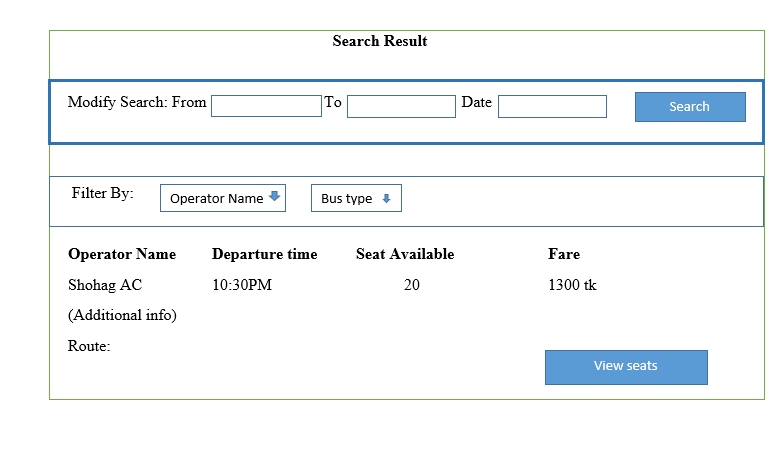 Search Result
Modify Search: From To Date Search
Filter By: Operator Name Bus type
Operator Name Departure time Seat Available Fare
Shohag AC 10:30PM 20 1300 tk
(Additional info)
Route:
View seats